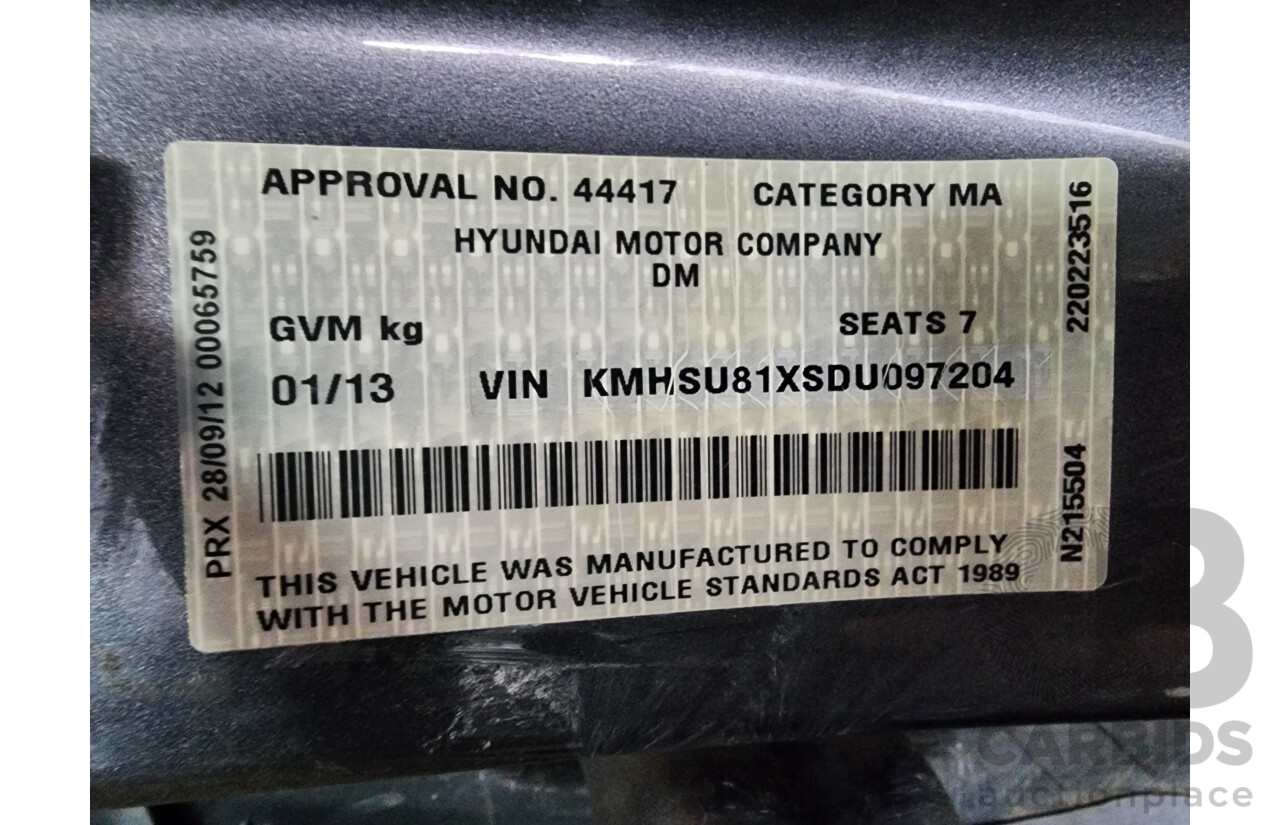 APPROVAL NO. 44417 CATEGORY MA
HYUNDAI MOTOR COMPANY
DM
GVM kg SEATS 7
01/13 VIN KMHSU81XSDU097204
THIS VEHICLE WAS MANUFACTURED TO COMPLY
WITH THE MOTOR VEHICLE STANDARDS ACT 1989
PRX 28/09/12 00065759
220223516
N215504
CARBIDS
auctionplace